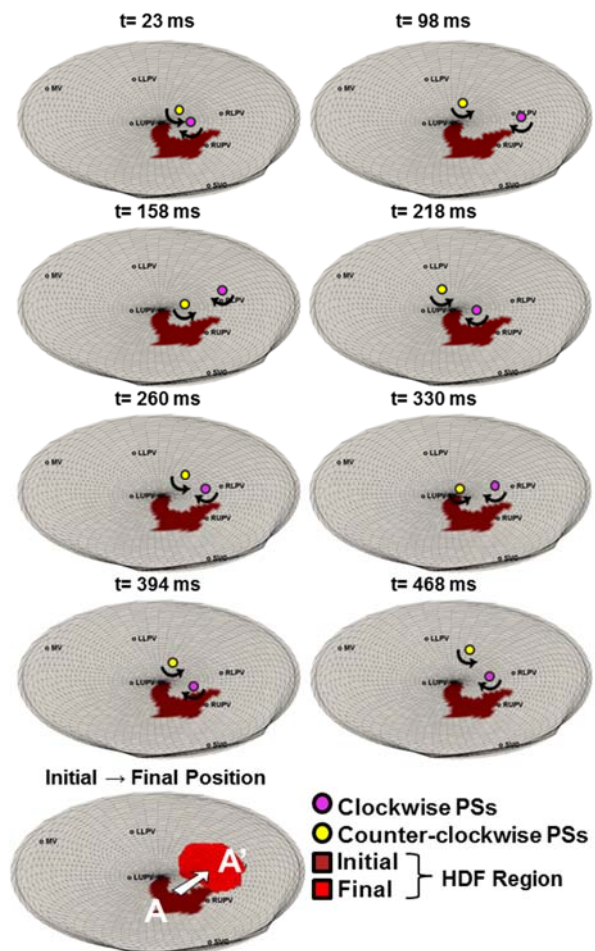 t= 23 ms
t= 98 ms
LLPV
MV
LUPV
RLPV
RUPV
SVC
LLPV
MV
LUPV
RLPV
RUPV
SVC
t= 158 ms
t= 218 ms
LLPV
MV
LUPV
RLPV
RUPV
SVC
LLPV
MV
LUPV
RLPV
RUPV
SVC
t= 260 ms
t= 330 ms
LLPV
MV
LUPV
RLPV
RUPV
SVC
LLPV
MV
LUPV
RLPV
RUPV
SVC
t= 394 ms
t= 468 ms
LLPV
MV
LUPV
RLPV
RUPV
SVC
LLPV
MV
LUPV
RLPV
RUPV
SVC
Initial → Final Position
MV
LLPV
LUPV
RUPV
SVC
A
A'
Clockwise PSs
Counter-clockwise PSs
Initial
Final
HDF Region